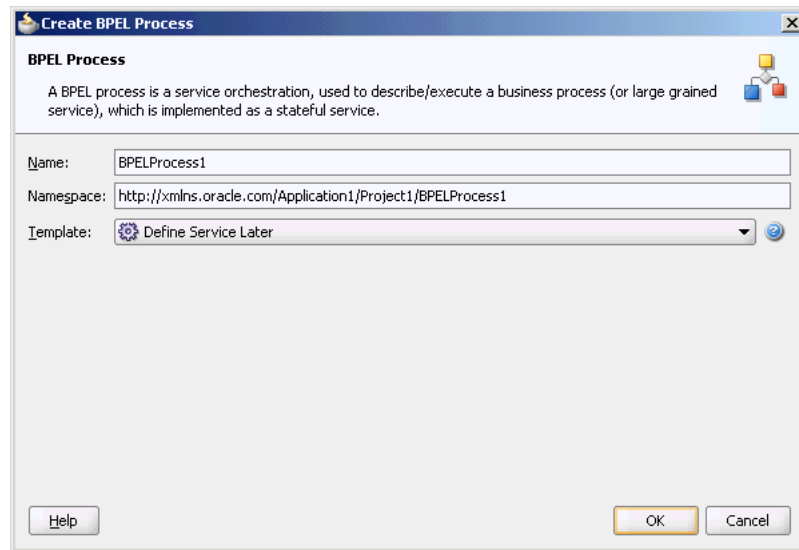 Create BPEL Process
BPEL Process
A BPEL process is a service orchestration, used to describe/execute a business process (or large grained
service), which is implemented as a stateful service.
Name: BPELProcess1
Namespace: http://xmlns.oracle.com/Application1/Project1/BPELProcess1
Template: Define Service Later
Help OK Cancel